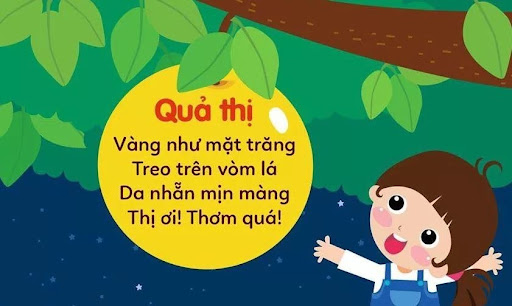 Quả thị
Vàng như mặt trăng
Treo trên vòm lá
Da nhẵn mịn màng
Thị ơi! Thơm quá!